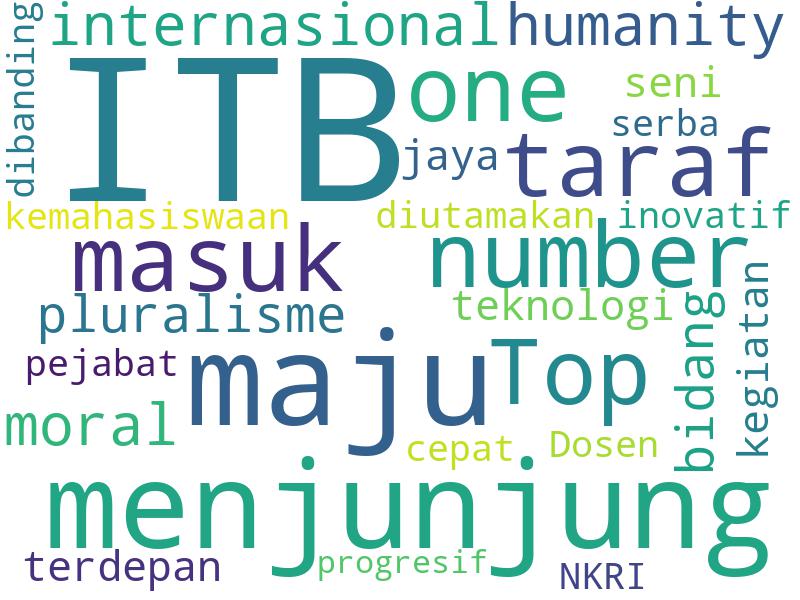 dibanding
internasional
humanity
ITB
one
seni
serba
jaya
taraf
kemahasiswaan
diutamakan
inovatif
masuk
number
pluralisme
teknologi
bidang
kegiatan
pejabat
maju
Top
moral
cepat
Dosen
menjunjung
terdepan
progresif
NKRI